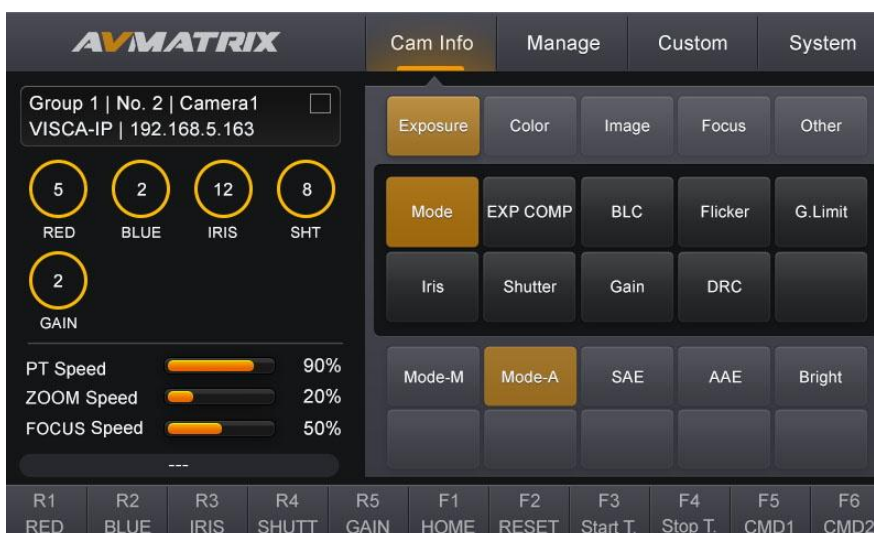 AVMATRIX
Cam Info Manage Custom System
Group 1 | No. 2 | Camera1
VISCA-IP | 192.168.5.163
5 2 12 8
RED BLUE IRIS SHT
2
GAIN
PT Speed 90%
ZOOM Speed 20%
FOCUS Speed 50%
---
Exposure Color Image Focus Other
Mode EXP COMP BLC Flicker G.Limit
Iris Shutter Gain DRC
Mode-M Mode-A SAE AAE Bright
R1 R2 R3 R4 R5 F1 F2 F3 F4 F5 F6
RED BLUE IRIS SHUTT GAIN HOME RESET Start T. Stop T. CMD1 CMD2